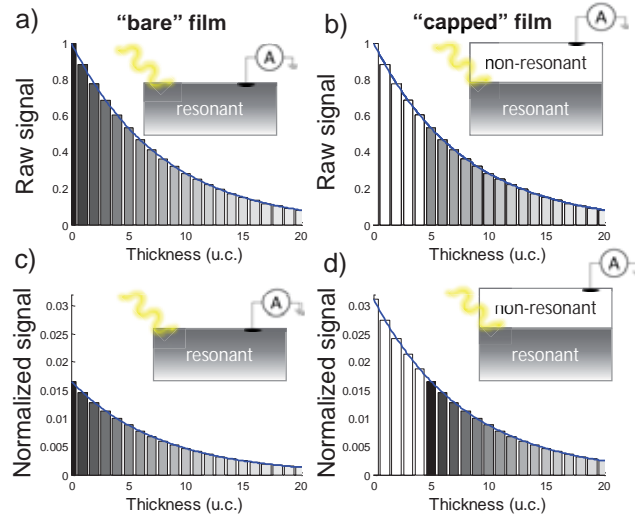 a)
"bare" film
b)
"capped" film
Raw signal
1
0.8
0.6
0.4
0.2
0
A
resonant
0
5
10
15
20
Thickness (u.c.)
Raw signal
1
0.8
0.6
0.4
0.2
0
A
non-resonant
resonant
0
5
10
15
20
Thickness (u.c.)
c)
d)
Normalized signal
0.03
0.025
0.02
0.015
0.01
0.005
0
A
resonant
0
5
10
15
20
Thickness (u.c.)
Normalized signal
0.03
0.025
0.02
0.015
0.01
0.005
0
A
non-resonant
resonant
0
5
10
15
20
Thickness (u.c.)